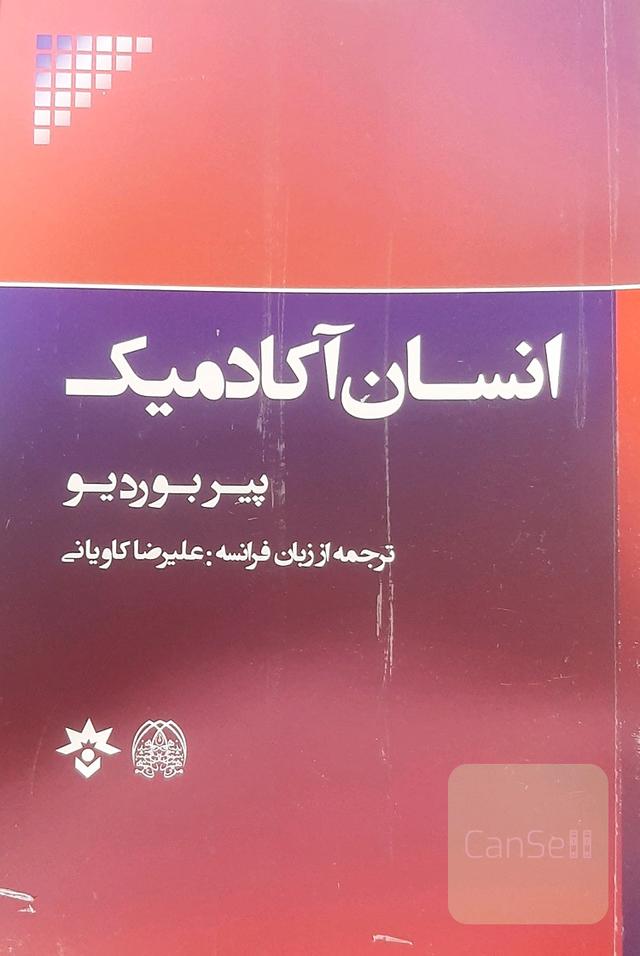 انسان آکادمیک
پیر بوردیو
ترجمه از زبان فرانسه: علیرضا کاویانی
CanSell